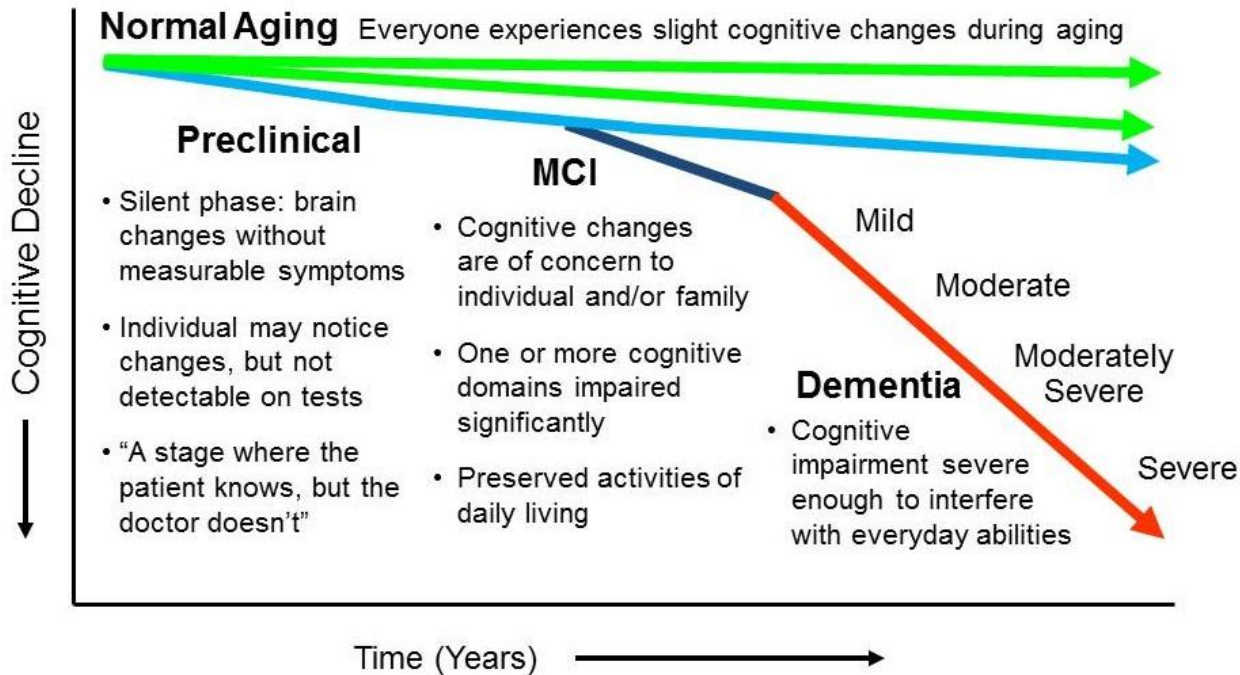 Normal Aging Everyone experiences slight cognitive changes during aging
Cognitive Decline
Preclinical
• Silent phase: brain
changes without
measurable symptoms
• Individual may notice
changes, but not
detectable on tests
• “A stage where the
patient knows, but the
doctor doesn’t”
MCI
• Cognitive changes
are of concern to
individual and/or family
• One or more cognitive
domains impaired
significantly
• Preserved activities of
daily living
Mild
Moderate
Moderately
Severe
Severe
Dementia
• Cognitive
impairment severe
enough to interfere
with everyday abilities
Time (Years)